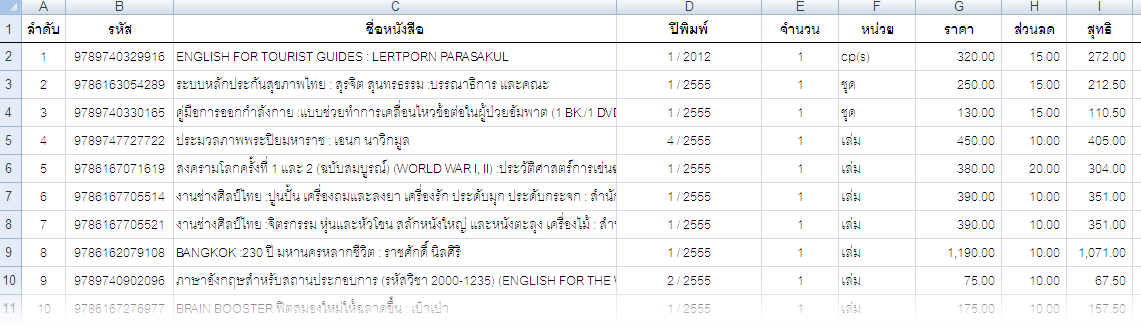 A B C D E F G H I
1 ลำดับ รหัส ชื่อหนังสือ ปีพิมพ์ จำนวน หน่วย ราคา ส่วนลด สุทธิ
2 1 9789740329916 ENGLISH FOR TOURIST GUIDES : LERTPORN PARASAKUL 1 / 2012 1 cp(s) 320.00 15.00 272.00
3 2 9786163054289 ระบบหลักประกันสุขภาพไทย : สุรจิต สุนทรธรรม :บรรณาธิการ และคณะ 1 / 2555 1 ชุด 250.00 15.00 212.50
4 3 9789740330165 คู่มือการออกกำลังกาย :แบบช่วยทำการเคลื่อนไหวข้อต่อในผู้ป่วยอัมพาต (1 BK./1 DVD 1 / 2555 1 ชุด 130.00 15.00 110.50
5 4 9789747727722 ประมวลภาพพระปิยมหาราช : เอนก นาวิกมูล 4 / 2555 1 เล่ม 450.00 10.00 405.00
6 5 9786167071619 สงครามโลกครั้งที่ 1 และ 2 (ฉบับสมบูรณ์) (WORLD WAR I, II) :ประวัติศาสตร์การเข่น 1 / 2555 1 เล่ม 380.00 20.00 304.00
7 6 9786167705514 งานช่างศิลป์ไทย :ปูนปั้น เครื่องถมและลงยา เครื่องรัก ประดับมุก ประดับกระจก : สำนั 1 / 2555 1 เล่ม 390.00 10.00 351.00
8 7 9786167705521 งานช่างศิลป์ไทย :จิตรกรรม หุ่นและหัวโขน สลักหนังใหญ่ และหนังตะลุง เครื่องไม้ : สำ 1 / 2555 1 เล่ม 390.00 10.00 351.00
9 8 9786162079108 BANGKOK :230 ปี มหานครหลากชีวิต : ราชศักดิ์ นิลศิริ 1 / 2555 1 เล่ม 1,190.00 10.00 1,071.00
10 9 9789740902096 ภาษาอังกฤษสำหรับสถานประกอบการ (รหัสวิชา 2000-1235) (ENGLISH FOR THE 2 / 2555 1 เล่ม 75.00 10.00 67.50
11 10 9786167276977 BRAIN BOOSTER ฟิตสมองใหม่ให้ฉลาดขึ้น : เป้าเป่า 1 / 2555 1 เล่ม 175.00 10.00 157.50